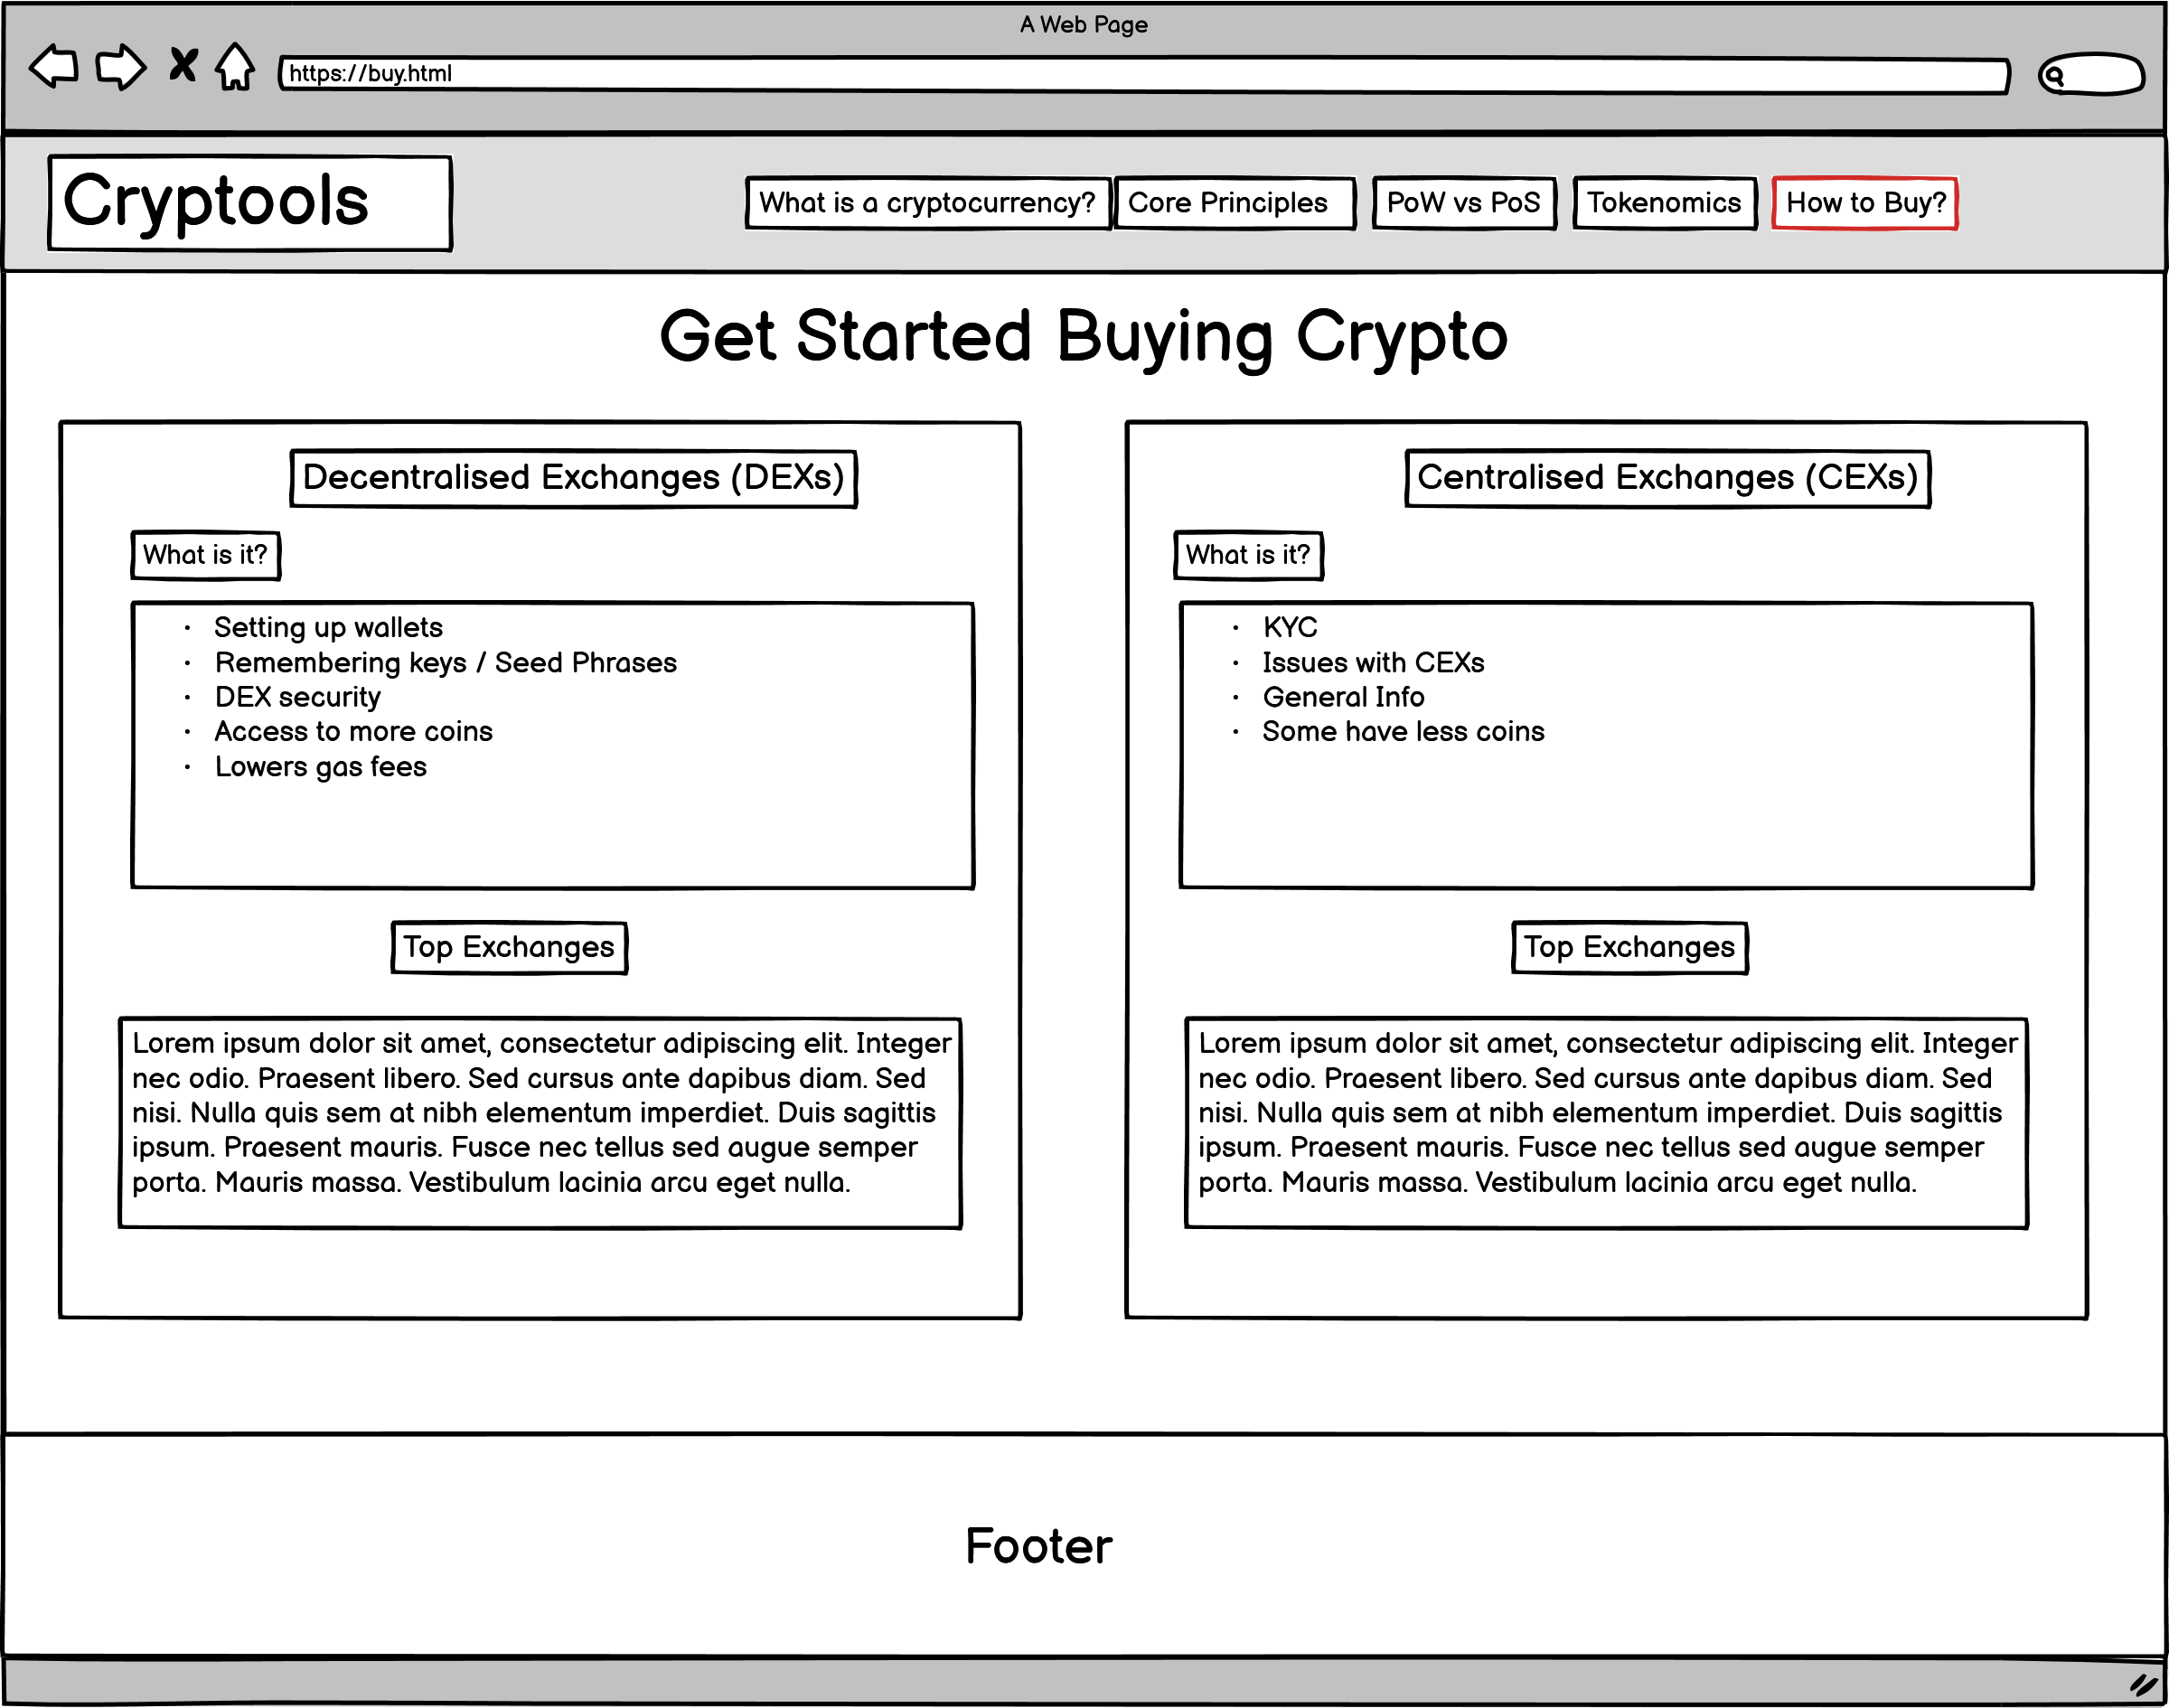 A Web Page
https://buy.html
Cryptools
What is a cryptocurrency?
Core Principles
PoW vs PoS
Tokenomics
How to Buy?
Get Started Buying Crypto
Decentralised Exchanges (DEXs)
What is it?
• Setting up wallets
• Remembering keys / Seed Phrases
• DEX security
• Access to more coins
• Lowers gas fees
Top Exchanges
Lorem ipsum dolor sit amet, consectetur adipiscing elit. Integer
nec odio. Praesent libero. Sed cursus ante dapibus diam. Sed
nisi. Nulla quis sem at nibh elementum imperdiet. Duis sagittis
ipsum. Praesent mauris. Fusce nec tellus sed augue semper
porta. Mauris massa. Vestibulum lacinia arcu eget nulla.
Centralised Exchanges (CEXs)
What is it?
• KYC
• Issues with CEXs
• General Info
• Some have less coins
Top Exchanges
Lorem ipsum dolor sit amet, consectetur adipiscing elit. Integer
nec odio. Praesent libero. Sed cursus ante dapibus diam. Sed
nisi. Nulla quis sem at nibh elementum imperdiet. Duis sagittis
ipsum. Praesent mauris. Fusce nec tellus sed augue semper
porta. Mauris massa. Vestibulum lacinia arcu eget nulla.
Footer